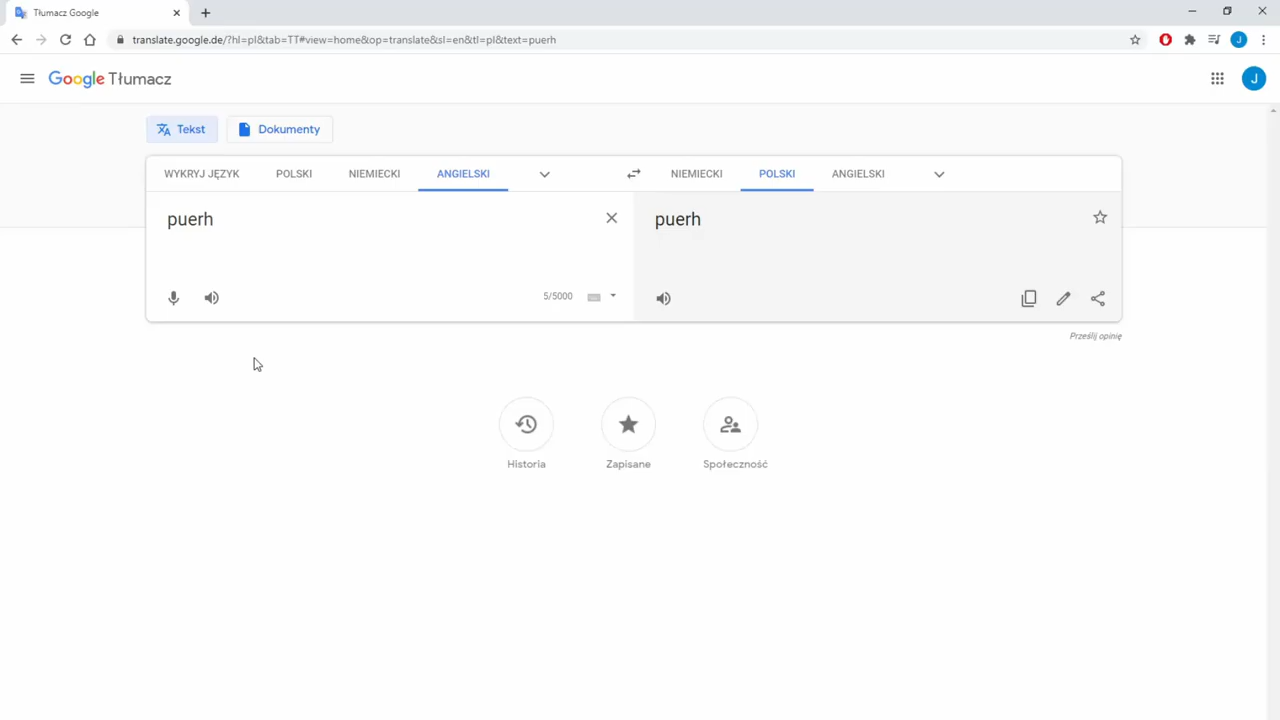 Tłumacz Google
translate.google.de/?hl=pl&tab=TT#view=home&op=translate&sl=en&tl=pl&text=puerh
J
Google Tłumacz
J
Tekst
Dokumenty
WYKRYJ JĘZYK POLSKI NIEMIECKI ANGIELSKI
NIEMIECKI POLSKI ANGIELSKI
puerh
puerh
5/5000
Prześlij opinię
Historia
Zapisane
Społeczność